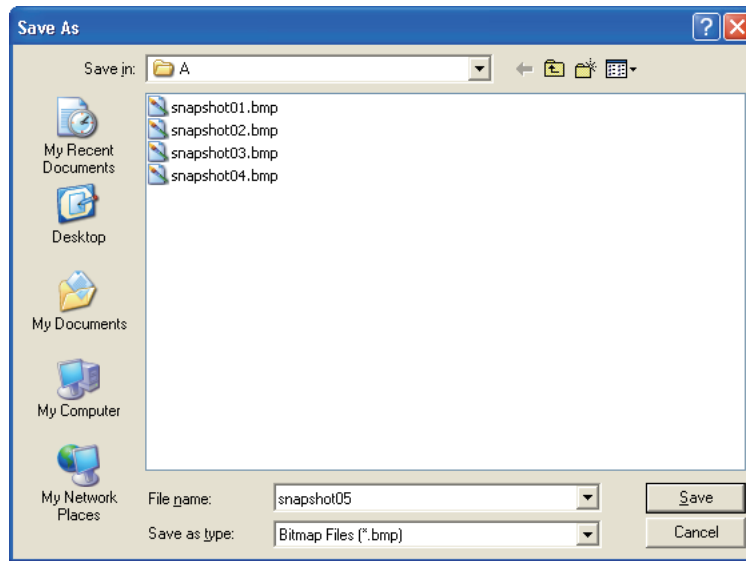 Save As
Save in: A
snapshot01.bmp
snapshot02.bmp
snapshot03.bmp
snapshot04.bmp
My Recent
Documents
Desktop
My Documents
My Computer
My Network
Places
File name: snapshot05 Save
Save as type: Bitmap Files (*.bmp) Cancel